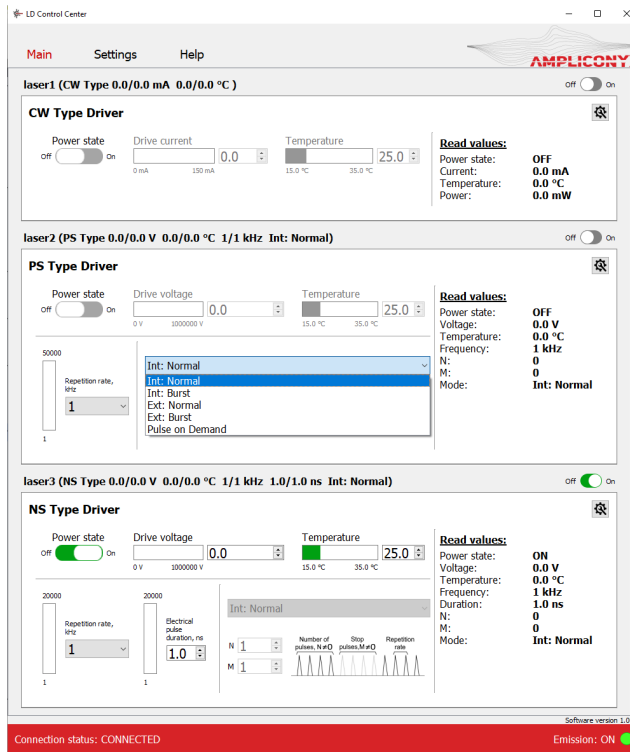 LD Control Center
Main Settings Help
AMPLICONY
laser1 (CW Type 0.0/0.0 mA 0.0/0.0 °C )
Off On
CW Type Driver
Power state Drive current Temperature
Off On 0.0 25.0
0 mA 150 mA 15.0 °C 35.0 °C
Read values:
Power state: OFF
Current: 0.0 mA
Temperature: 0.0 °C
Power: 0.0 mW
laser2 (PS Type 0.0/0.0 V 0.0/0.0 °C 1/1 kHz Int: Normal)
Off On
PS Type Driver
Power state Drive voltage Temperature
Off On 0.0 25.0
0 V 1000000 V 15.0 °C 35.0 °C
50000
Repetition rate,
kHz
1
1
Int: Normal
Int: Normal
Int: Burst
Ext: Normal
Ext: Burst
Pulse on Demand
Read values:
Power state: OFF
Voltage: 0.0 V
Temperature: 0.0 °C
Frequency: 1 kHz
N: 0
M: 0
Mode: Int: Normal
laser3 (NS Type 0.0/0.0 V 0.0/0.0 °C 1/1 kHz 1.0/1.0 ns Int: Normal)
Off On
NS Type Driver
Power state Drive voltage Temperature
Off On 0.0 25.0
0 V 1000000 V 15.0 °C 35.0 °C
20000
Repetition rate,
kHz
1
1
20000
Electrical
pulse
duration, ns
1.0
1
Int: Normal
N 1
M 1
Number of
pulses, N≠0
Stop
pulses,M≠0
Repetition
rate
Read values:
Power state: ON
Voltage: 0.0 V
Temperature: 0.0 °C
Frequency: 1 kHz
Duration: 1.0 ns
N: 0
M: 0
Mode: Int: Normal
Software version 1.0
Connection status: CONNECTED Emission: ON